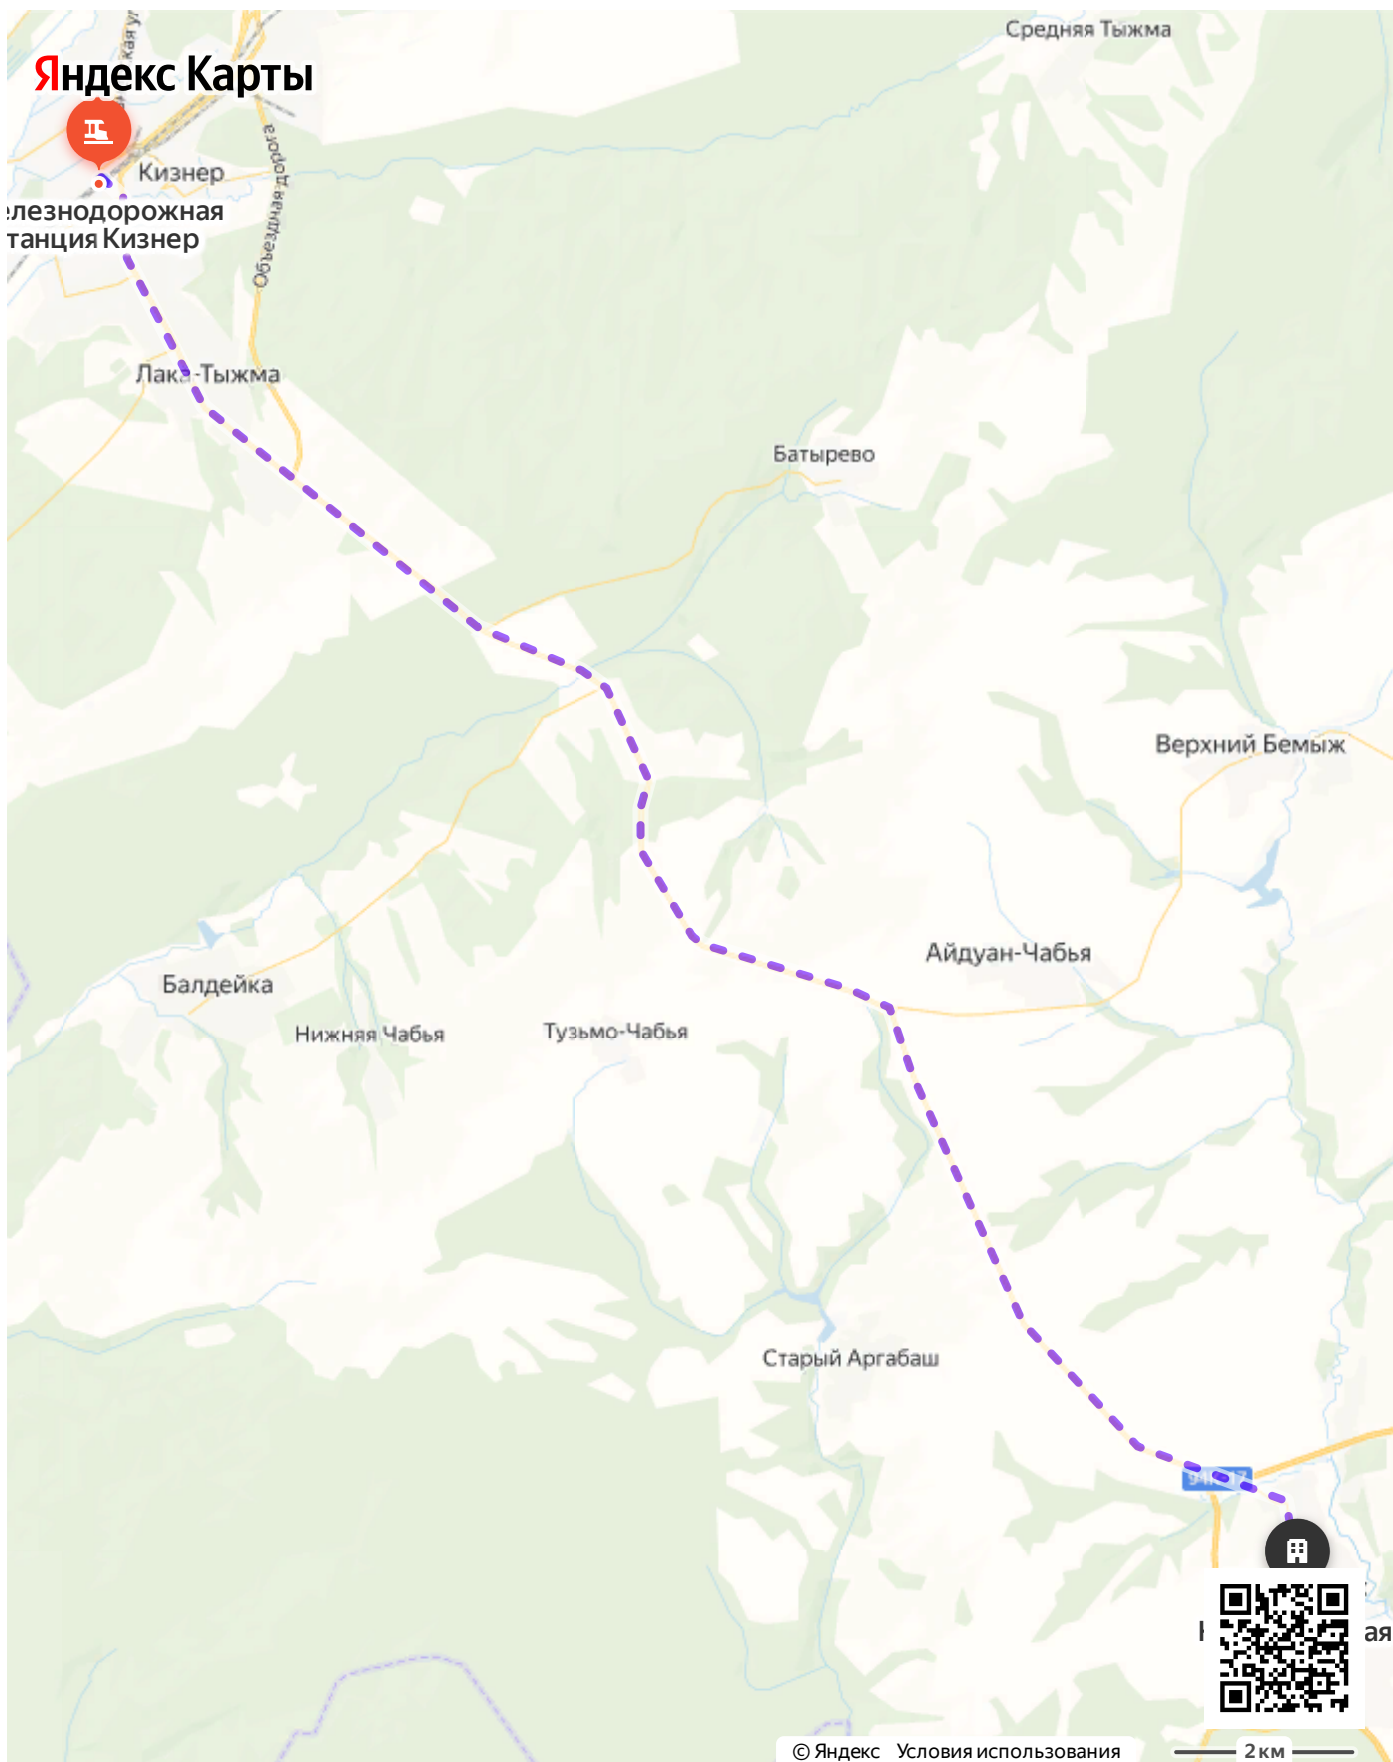 Средняя Тыжма
Яндекс Карты
Кизнер
Объездная дорога
елезнодорожная
танция Кизнер
Лака-Тыжма
Батырево
Верхний Бемыж
Айдуан-Чабья
Балдейка
Нижняя Чабья
Тузьмо-Чабья
Старый Аргабаш
ая
© Яндекс Условия использования
2 км